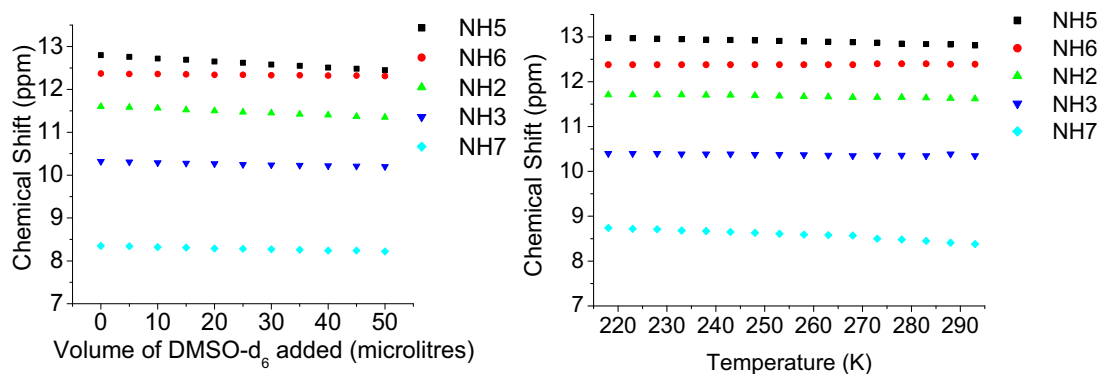 Chemical Shift (ppm)
13
12
11
10
9
8
7
0 10 20 30 40 50
Volume of DMSO-d6 added (microlitres)
NH5
NH6
NH2
NH3
NH7
Chemical Shift (ppm)
13
12
11
10
9
8
7
220 230 240 250 260 270 280 290
Temperature (K)
NH5
NH6
NH2
NH3
NH7